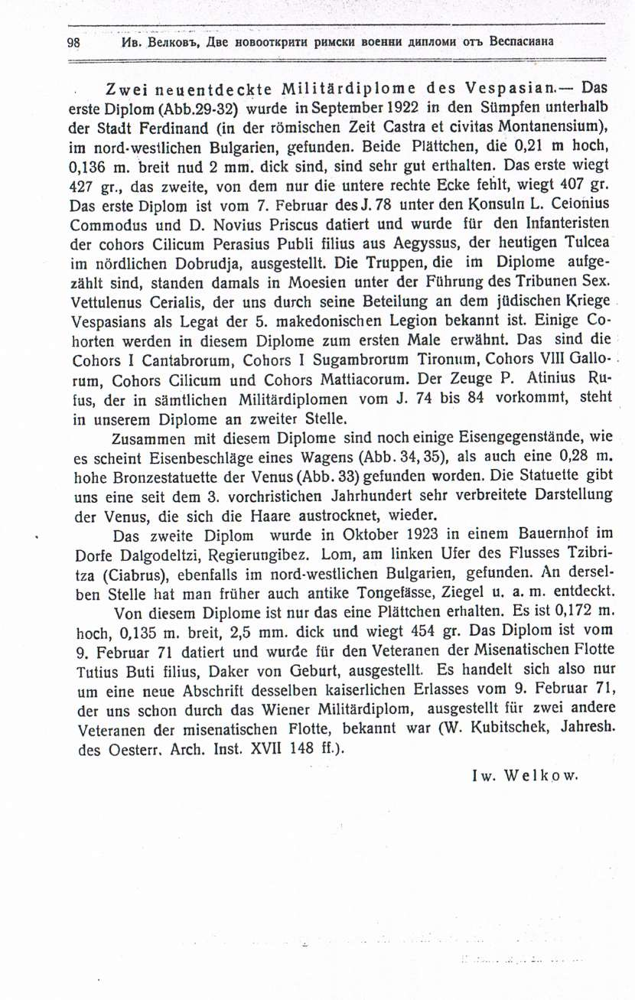 98 Ив. Велковъ, Две новооткрити римски военни дипломи отъ Веспасиана
Zwei neuentdeckte Militärdiplome des Vespasian.— Das
erste Diplom (Abb.29-32) wurde in September 1922 in den Sümpfen unterhalb
der Stadt Ferdinand (in der römischen Zeit Castra et civitas Montanensium),
im nord-westlichen Bulgarien, gefunden. Beide Plättchen, die 0,21 m hoch,
0,136 m. breit nud 2 mm. dick sind, sind sehr gut erthalten. Das erste wiegt
427 gr., das zweite, von dem nur die untere rechte Ecke fehlt, wiegt 407 gr.
Das erste Diplom ist vom 7. Februar des J. 78 unter den Konsuln L. Ceionius
Commodus und D. Novius Priscus datiert und wurde für den Infanteristen
der cohors Cilicum Perasius Publi filius aus Aegyssus, der heutigen Tulcea
im nördlichen Dobrudja, ausgestellt. Die Truppen, die im Diplome aufge-
zählt sind, standen damals in Moesien unter der Führung des Tribunen Sex.
Vettulenus Cerialis, der uns durch seine Beteilung an dem jüdischen Kriege
Vespasians als Legat der 5. makedonischen Legion bekannt ist. Einige Co-
horten werden in diesem Diplome zum ersten Male erwähnt. Das sind die
Cohors I Cantabrorum, Cohors I Sugambrorum Tironum, Cohors VIII Gallo-
rum, Cohors Cilicum und Cohors Mattiacorum. Der Zeuge P. Atinius Ru-
fus, der in sämtlichen Militärdiplomen vom J. 74 bis 84 vorkommt, steht
in unserem Diplome an zweiter Stelle.
Zusammen mit diesem Diplome sind noch einige Eisengegenstände, wie
es scheint Eisenbeschläge eines Wagens (Abb. 34, 35), als auch eine 0,28 m.
hohe Bronzestatuette der Venus (Abb. 33) gefunden worden. Die Statuette gibt
uns eine seit dem 3. vorchristichen Jahrhundert sehr verbreitete Darstellung
der Venus, die sich die Haare austrocknet, wieder.
Das zweite Diplom wurde in Oktober 1923 in einem Bauernhof im
Dorfe Dalgodeltzi, Regierungibez. Lom, am linken Ufer des Flusses Tzibri-
tza (Ciabrus), ebenfalls im nord-westlichen Bulgarien, gefunden. An dersel-
ben Stelle hat man früher auch antike Tongefässe, Ziegel u. a. m. entdeckt.
Von diesem Diplome ist nur das eine Plättchen erhalten. Es ist 0,172 m.
hoch, 0,135 m. breit, 2,5 mm. dick und wiegt 454 gr. Das Diplom ist vom
9. Februar 71 datiert und wurde für den Veteranen der Misenatischen Flotte
Tutius Buti filius, Daker von Geburt, ausgestellt. Es handelt sich also nur
um eine neue Abschrift desselben kaiserlichen Erlasses vom 9. Februar 71,
der uns schon durch das Wiener Militärdiplom, ausgestellt für zwei andere
Veteranen der misenatischen Flotte, bekannt war (W. Kubitschek, Jahresh.
des Oesterr. Arch. Inst. XVII 148 ff.).
Iw. Welkow.